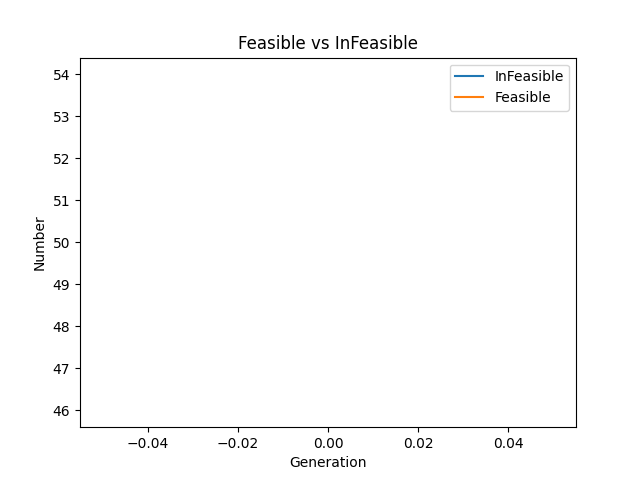 Feasible vs InFeasible
InFeasible
Feasible
54
53
52
51
50
49
48
47
46
Number
−0.04 −0.02 0.00 0.02 0.04
Generation